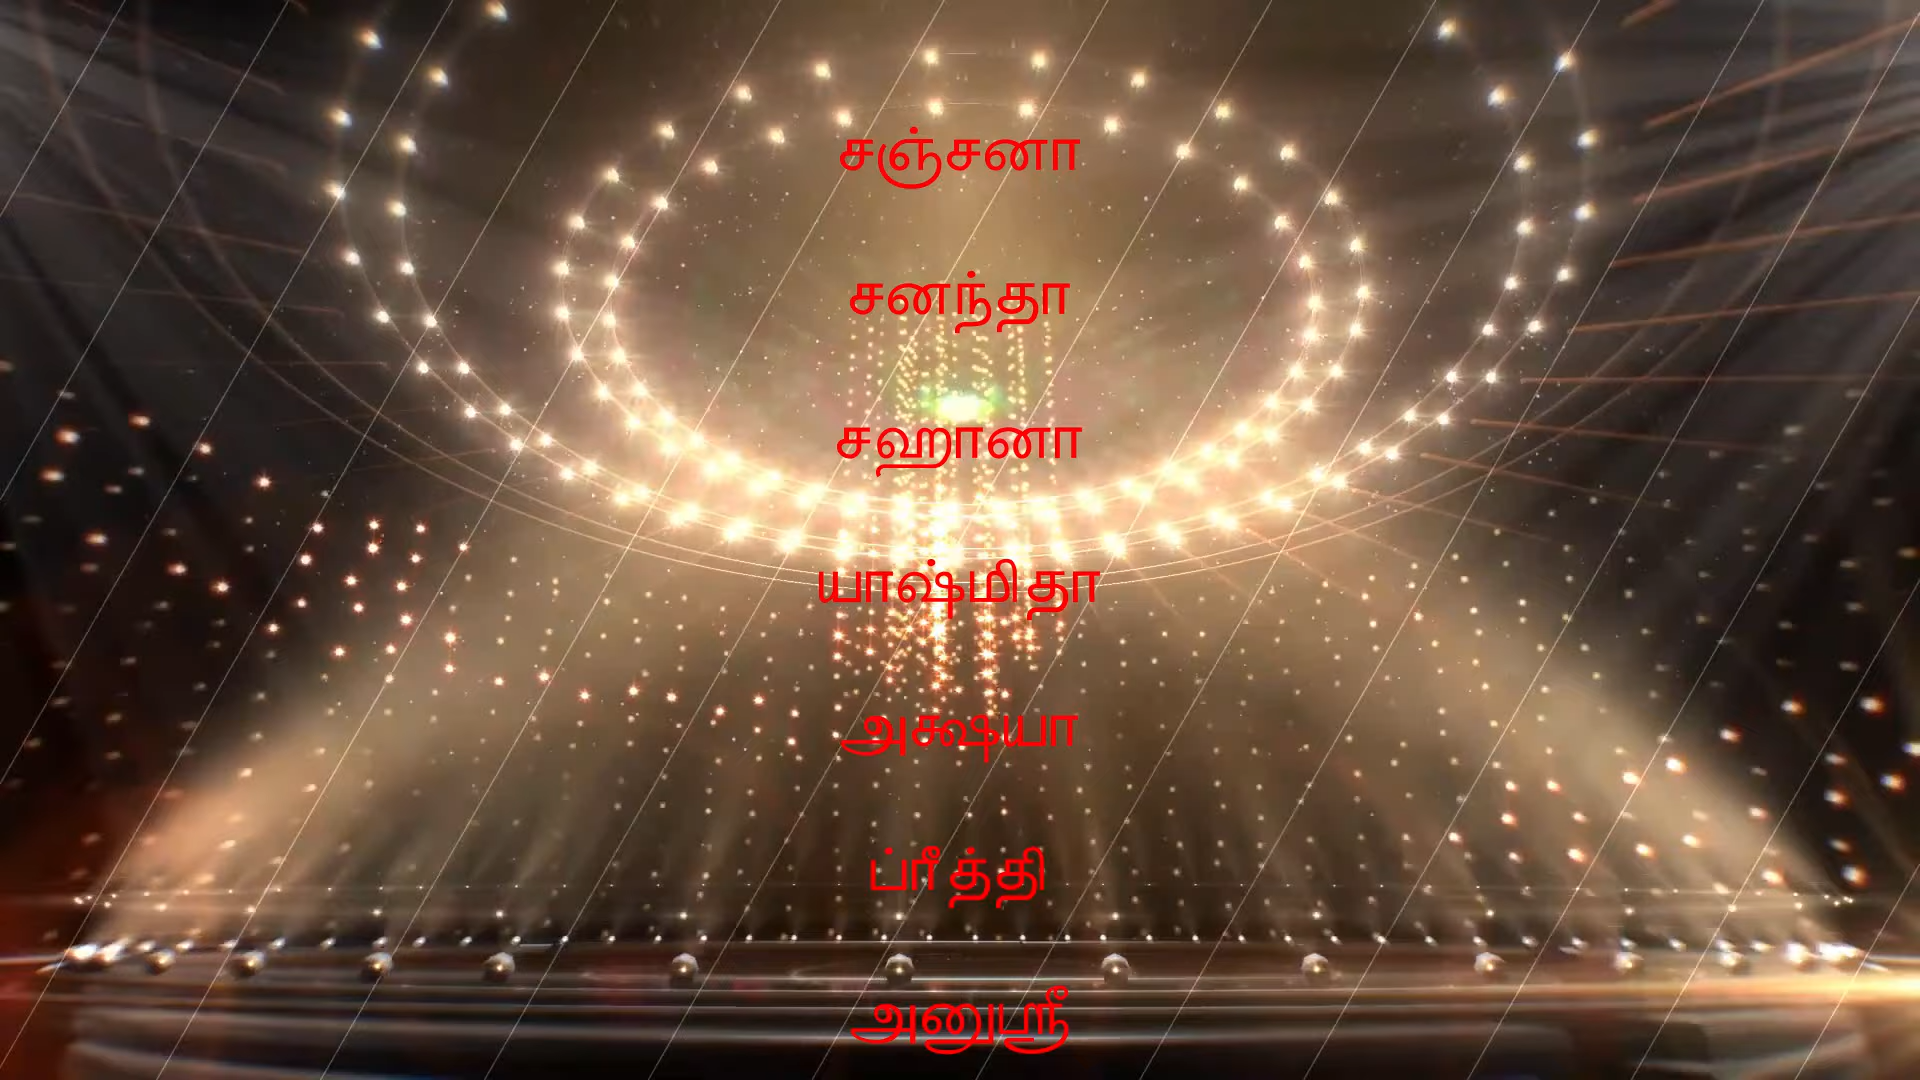 சஞ்சனா
சனந்தா
சஹானா
யாஷ்மிதா
அக்ஷயா
ப்ரீத்தி
அனுஸ்ரீ